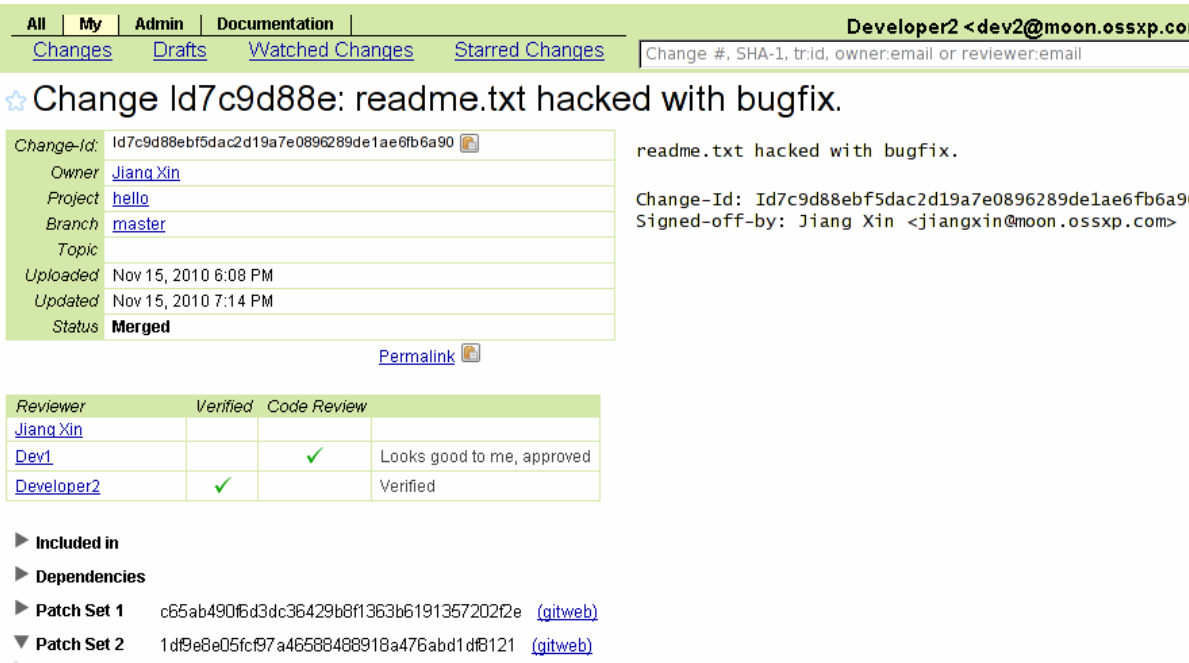 All My Admin Documentation
Developer2 <dev2@moon.ossxp.co
Changes Drafts Watched Changes Starred Changes
Change #, SHA-1, tr:id, owner:email or reviewer:email
Change Id7c9d88e: readme.txt hacked with bugfix.
Change-Id: Id7c9d88ebf5dac2d19a7e0896289de1ae6fb6a90
Owner Jiang Xin
Project hello
Branch master
Topic
Uploaded Nov 15, 2010 6:08 PM
Updated Nov 15, 2010 7:14 PM
Status Merged
Permalink
readme.txt hacked with bugfix.
Change-Id: Id7c9d88ebf5dac2d19a7e0896289de1ae6fb6a90
Signed-off-by: Jiang Xin <jiangxin@moon.ossxp.com>
Reviewer Verified Code Review
Jiang Xin
Dev1 ✓ Looks good to me, approved
Developer2 ✓ Verified
Included in
Dependencies
Patch Set 1 c65ab490f6d3dc36429b8f1363b6191357202f2e (gitweb)
Patch Set 2 1df9e8e05fcf97a46588488918a476abd1df8121 (gitweb)